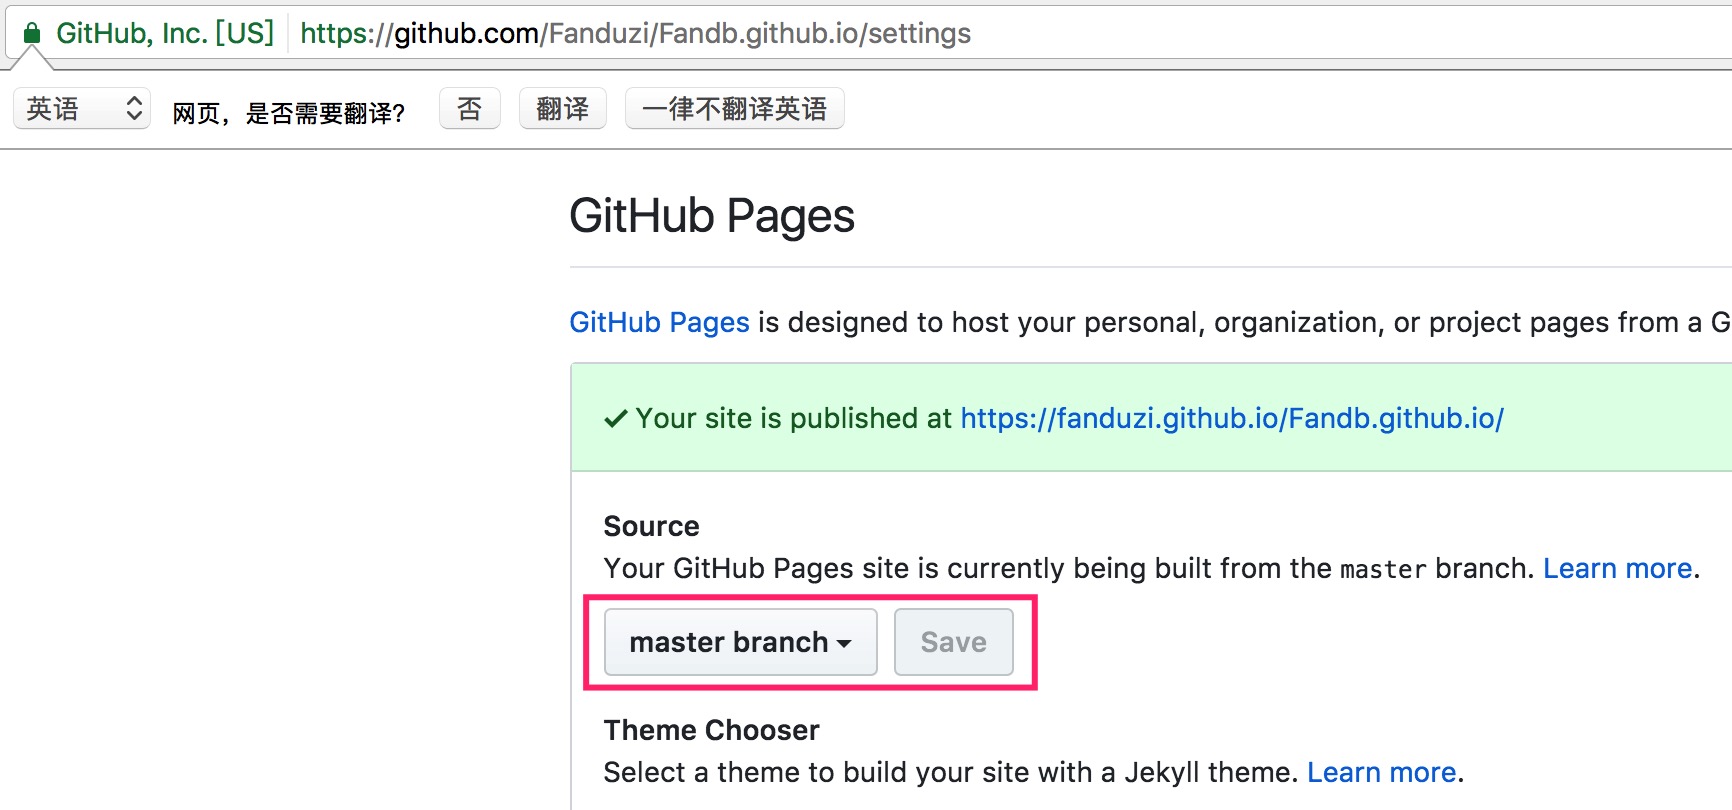 GitHub, Inc. [US] https://github.com/Fanduzi/Fandb.github.io/settings
英语 网页，是否需要翻译？ 否 翻译 一律不翻译英语
GitHub Pages
GitHub Pages is designed to host your personal, organization, or project pages from a G
Your site is published at https://fanduzi.github.io/Fandb.github.io/
Source
Your GitHub Pages site is currently being built from the master branch. Learn more.
master branch Save
Theme Chooser
Select a theme to build your site with a Jekyll theme. Learn more.